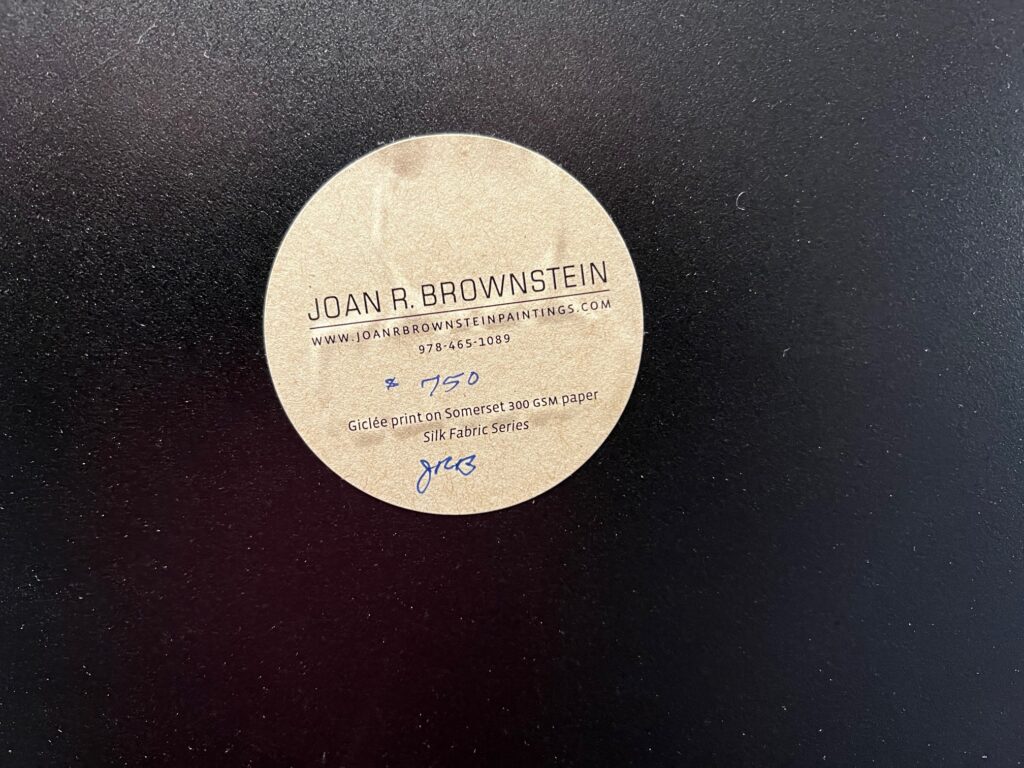 JOAN R. BROWNSTEIN
WWW.JOANRBROWNSTEINPAINTINGS.COM
978-465-1089
$ 750
Giclée print on Somerset 300 GSM paper
Silk Fabric Series
JRB